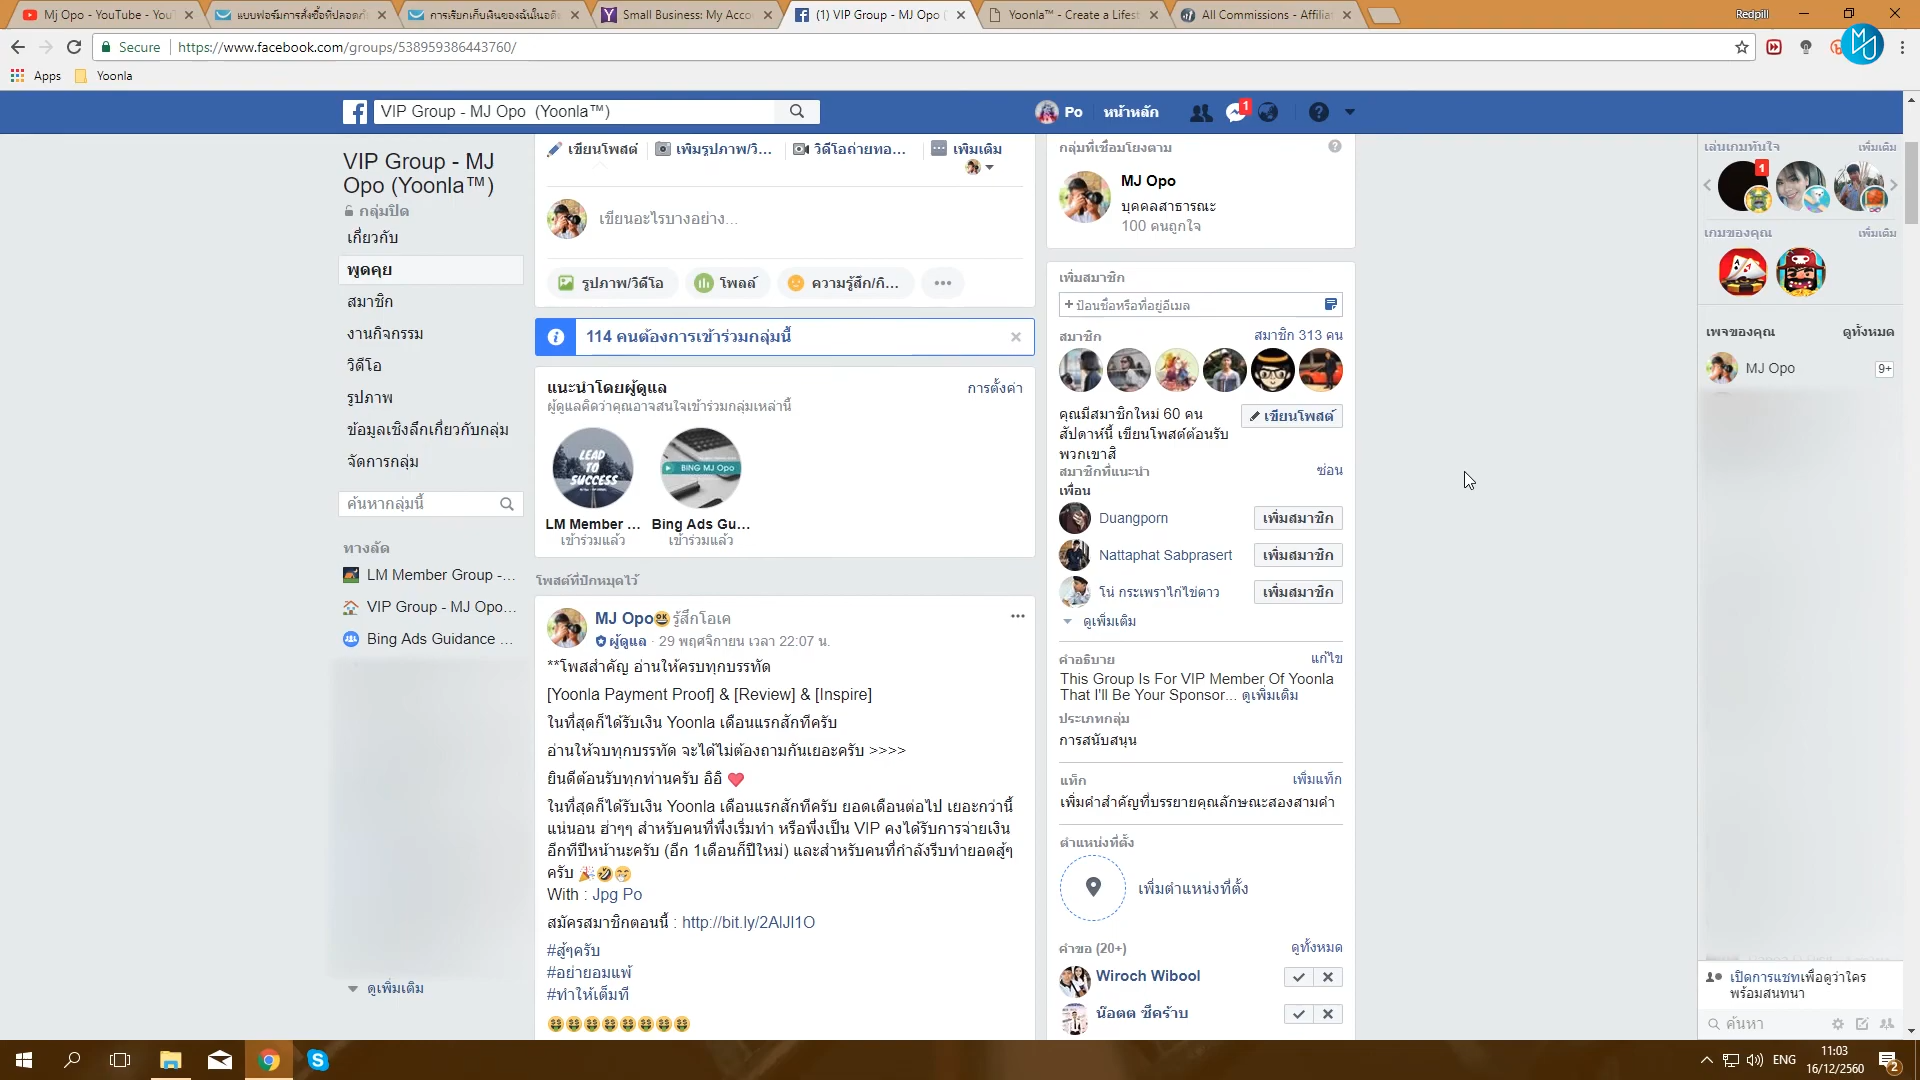 Mj Opo - YouTube - You
แบบฟอร์มการสั่งซื้อที่ปลอดภั
การเรียกเก็บเงินของฉันในอดี
Small Business: My Acco
(1) VIP Group - MJ Opo (
Yoonla™ - Create a Lifest
All Commissions - Affilia
Redpill
Secure
https://www.facebook.com/groups/538959386443760/
Apps
Yoonla
VIP Group - MJ Opo (Yoonla™)
Po
หน้าหลัก
1
VIP Group - MJ
Opo (Yoonla™)
กลุ่มปิด
เกี่ยวกับ
พูดคุย
สมาชิก
งานกิจกรรม
วิดีโอ
รูปภาพ
ข้อมูลเชิงลึกเกี่ยวกับกลุ่ม
จัดการกลุ่ม
ค้นหากลุ่มนี้
ทางลัด
LM Member Group -...
VIP Group - MJ Opo...
Bing Ads Guidance ...
ดูเพิ่มเติม
เขียนโพสต์
เพิ่มรูปภาพ/วิ...
วิดีโอถ่ายทอ...
เพิ่มเติม
เขียนอะไรบางอย่าง...
รูปภาพ/วิดีโอ
โพลล์
ความรู้สึก/กิ...
114 คนต้องการเข้าร่วมกลุ่มนี้
แนะนำโดยผู้ดูแล
การตั้งค่า
ผู้ดูแลคิดว่าคุณอาจสนใจเข้าร่วมกลุ่มเหล่านี้
LEAD
TO
SUCCESS
BING MJ Opo
LM Member ...
Bing Ads Gu...
เข้าร่วมแล้ว
เข้าร่วมแล้ว
โพสต์ที่ปักหมุดไว้
MJ Opo รู้สึกโอเค
ผู้ดูแล · 29 พฤศจิกายน เวลา 22:07 น.
**โพสสำคัญ อ่านให้ครบทุกบรรทัด
[Yoonla Payment Proof] & [Review] & [Inspire]
ในที่สุดก็ได้รับเงิน Yoonla เดือนแรกสักทีครับ
อ่านให้จบทุกบรรทัด จะได้ไม่ต้องถามกันเยอะครับ >>>>
ยินดีต้อนรับทุกท่านครับ อิอิ ❤
ในที่สุดก็ได้รับเงิน Yoonla เดือนแรกสักทีครับ ยอดเดือนต่อไป เยอะกว่านี้
แน่นอน ฮ่าๆๆ สำหรับคนที่พึ่งเริ่มทำ หรือพึ่งเป็น VIP คงได้รับการจ่ายเงิน
อีกทีปีหน้านะครับ (อีก 1เดือนก็ปีใหม่) และสำหรับคนที่กำลังรีบทำยอดสู้ๆ
ครับ 🎉🤣😁
With : Jpg Po
สมัครสมาชิกตอนนี้ : http://bit.ly/2AlJl1O
#สู้ๆครับ
#อย่ายอมแพ้
#ทำให้เต็มที่
🤑🤑🤑🤑🤑🤑🤑🤑
กลุ่มที่เชื่อมโยงตาม
MJ Opo
บุคคลสาธารณะ
100 คนถูกใจ
เพิ่มสมาชิก
+ ป้อนชื่อหรือที่อยู่อีเมล
สมาชิก
สมาชิก 313 คน
คุณมีสมาชิกใหม่ 60 คน
สัปดาห์นี้ เขียนโพสต์ต้อนรับ
พวกเขาสิ
เขียนโพสต์
สมาชิกที่แนะนำ
ซ่อน
เพื่อน
Duangporn
เพิ่มสมาชิก
Nattaphat Sabprasert
เพิ่มสมาชิก
โน่ กระเพราไก่ไข่ดาว
เพิ่มสมาชิก
ดูเพิ่มเติม
คำอธิบาย
แก้ไข
This Group Is For VIP Member Of Yoonla
That I'll Be Your Sponsor... ดูเพิ่มเติม
ประเภทกลุ่ม
การสนับสนุน
แท็ก
เพิ่มแท็ก
เพิ่มคำสำคัญที่บรรยายคุณลักษณะสองสามคำ
ตำแหน่งที่ตั้ง
เพิ่มตำแหน่งที่ตั้ง
คำขอ (20+)
ดูทั้งหมด
Wiroch Wibool
น๊อตต ซีคร้าบ
เล่นเกมทันใจ
เพิ่มเติม
1
เกมของคุณ
เพิ่มเติม
เพจของคุณ
ดูทั้งหมด
MJ Opo
9+
เปิดการแชทเพื่อดูว่าใคร
พร้อมสนทนา
ค้นหา
ENG
11:03
16/12/2560
2